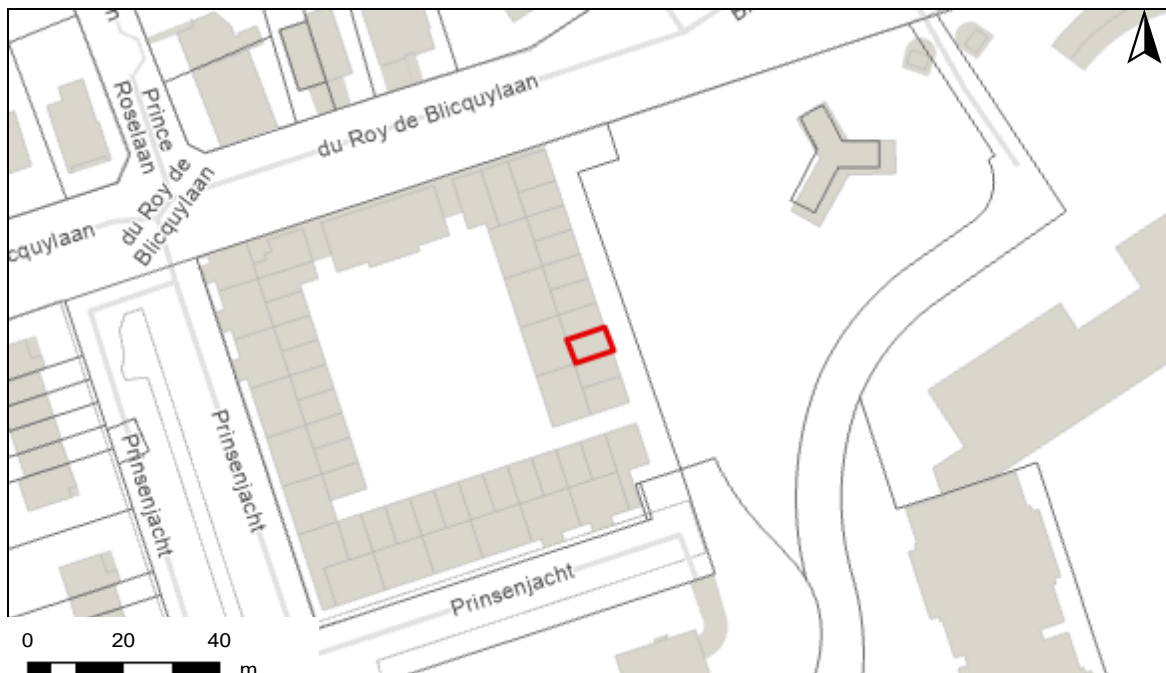 Prince
Roselaan
du Roy de Blicquylaan
du Roy de
Blicquylaan
cquylaan
Prinsenjacht
Prinsenjacht
Prinsenjacht
0 20 40
m